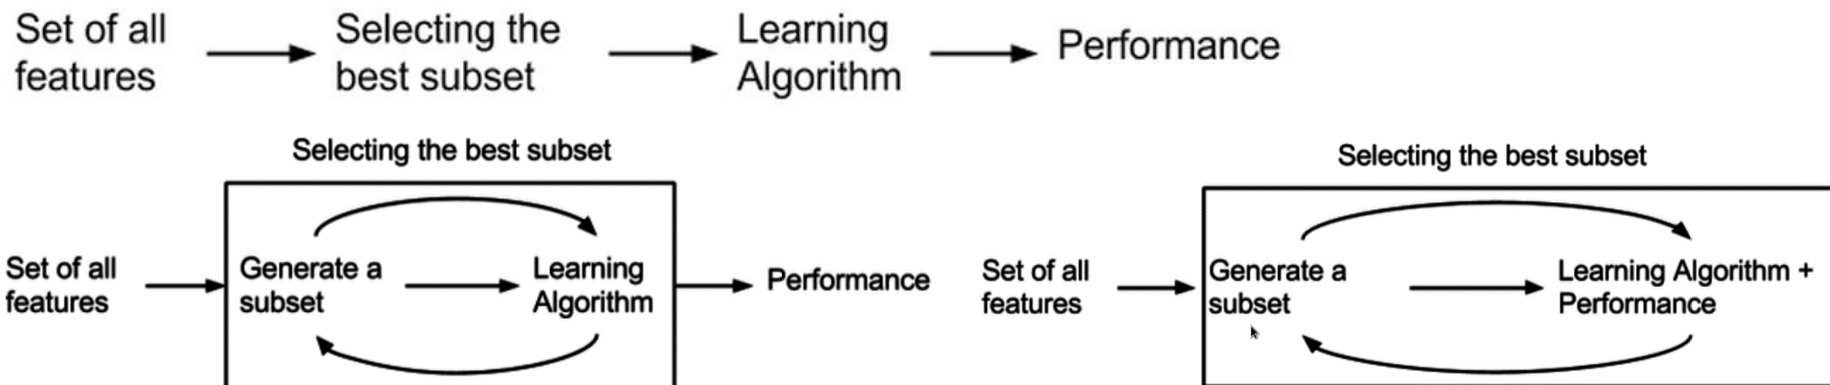 Set of all
features
Selecting the
best subset
Learning
Algorithm
Performance
Selecting the best subset
Set of all
features
Generate a
subset
Learning
Algorithm
Performance
Selecting the best subset
Set of all
features
Generate a
subset
Learning Algorithm +
Performance